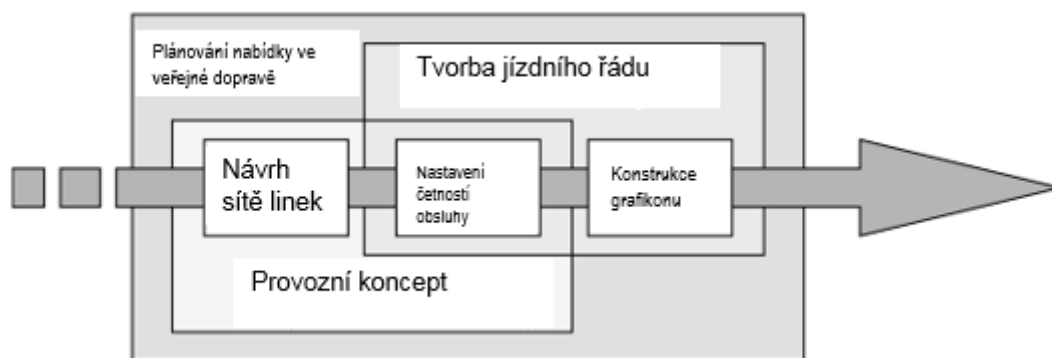 Plánování nabídky ve
veřejné dopravě
Tvorba jízdního řádu
Návrh
sítě linek
Nastavení
četností
obsluhy
Konstrukce
grafikonu
Provozní koncept